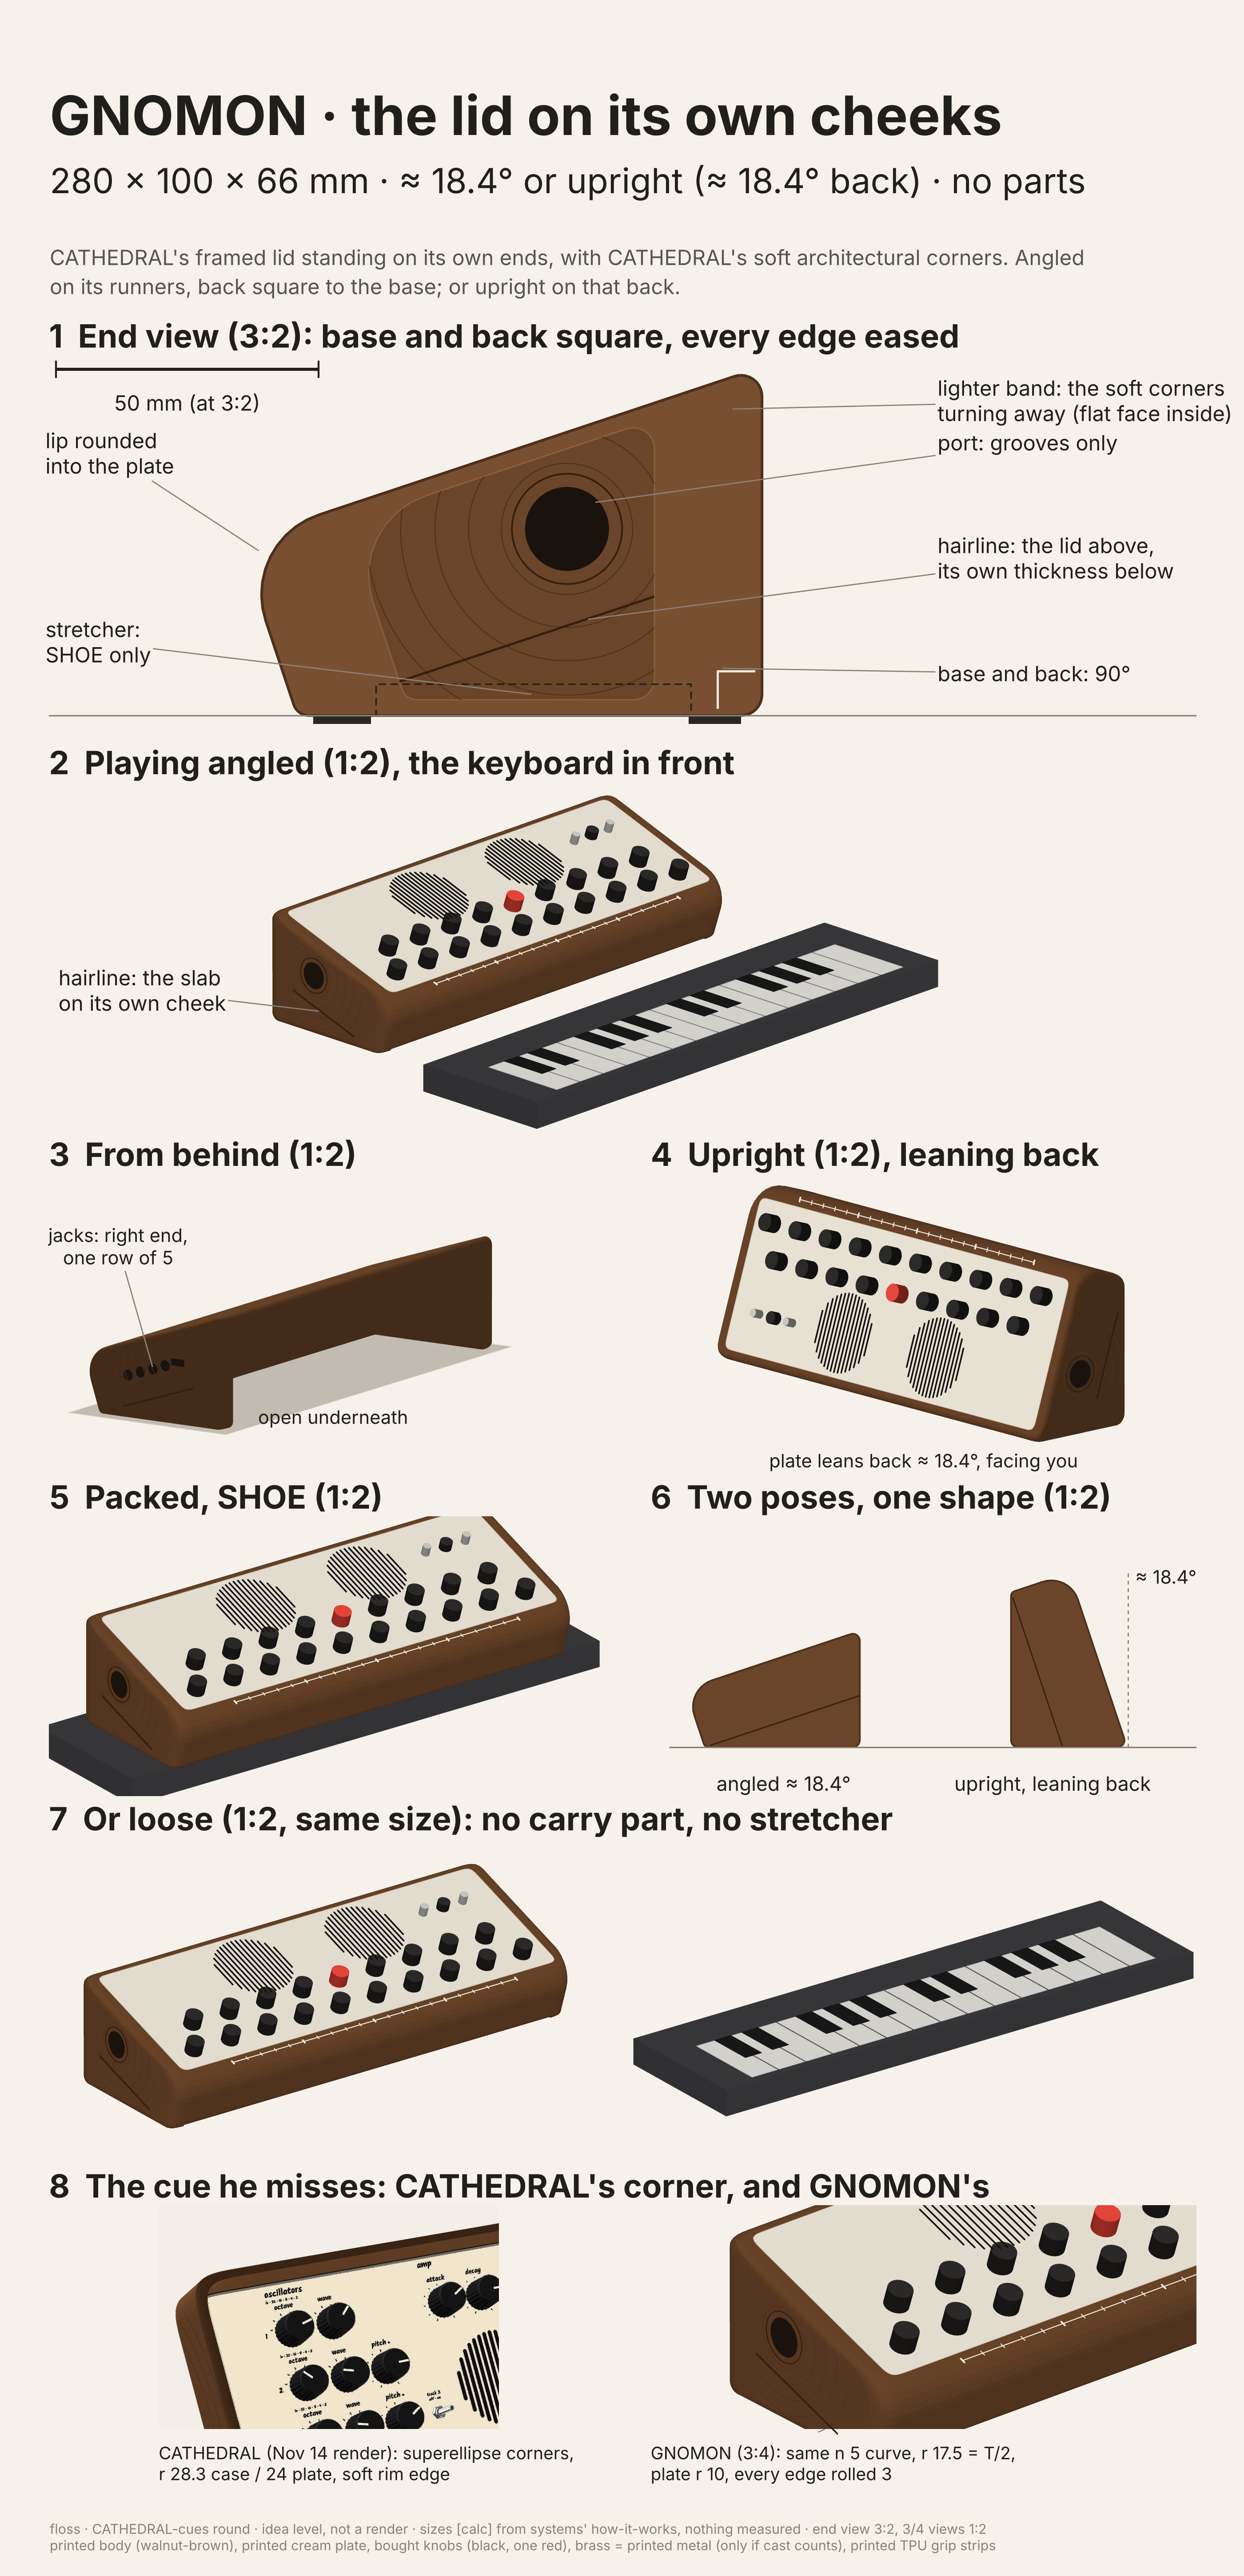 GNOMON · the lid on its own cheeks
280 × 100 × 66 mm · ≈ 18.4° or upright (≈ 18.4° back) · no parts
CATHEDRAL's framed lid standing on its own ends, with CATHEDRAL's soft architectural corners. Angled
on its runners, back square to the base; or upright on that back.
1 End view (3:2): base and back square, every edge eased
50 mm (at 3:2)
lip rounded
into the plate
lighter band: the soft corners
turning away (flat face inside)
port: grooves only
hairline: the lid above,
its own thickness below
stretcher:
SHOE only
base and back: 90°
2 Playing angled (1:2), the keyboard in front
hairline: the slab
on its own cheek
3 From behind (1:2)
jacks: right end,
one row of 5
open underneath
4 Upright (1:2), leaning back
plate leans back ≈ 18.4°, facing you
5 Packed, SHOE (1:2)
6 Two poses, one shape (1:2)
≈ 18.4°
angled ≈ 18.4°
upright, leaning back
7 Or loose (1:2, same size): no carry part, no stretcher
8 The cue he misses: CATHEDRAL's corner, and GNOMON's
oscillators
octave
wave
1
amp
attack
decay
octave
wave
pitch
2
octave
wave
pitch
CATHEDRAL (Nov 14 render): superellipse corners,
r 28.3 case / 24 plate, soft rim edge
GNOMON (3:4): same n 5 curve, r 17.5 = T/2,
plate r 10, every edge rolled 3
floss · CATHEDRAL-cues round · idea level, not a render · sizes [calc] from systems' how-it-works, nothing measured · end view 3:2, 3/4 views 1:2
printed body (walnut-brown), printed cream plate, bought knobs (black, one red), brass = printed metal (only if cast counts), printed TPU grip strips